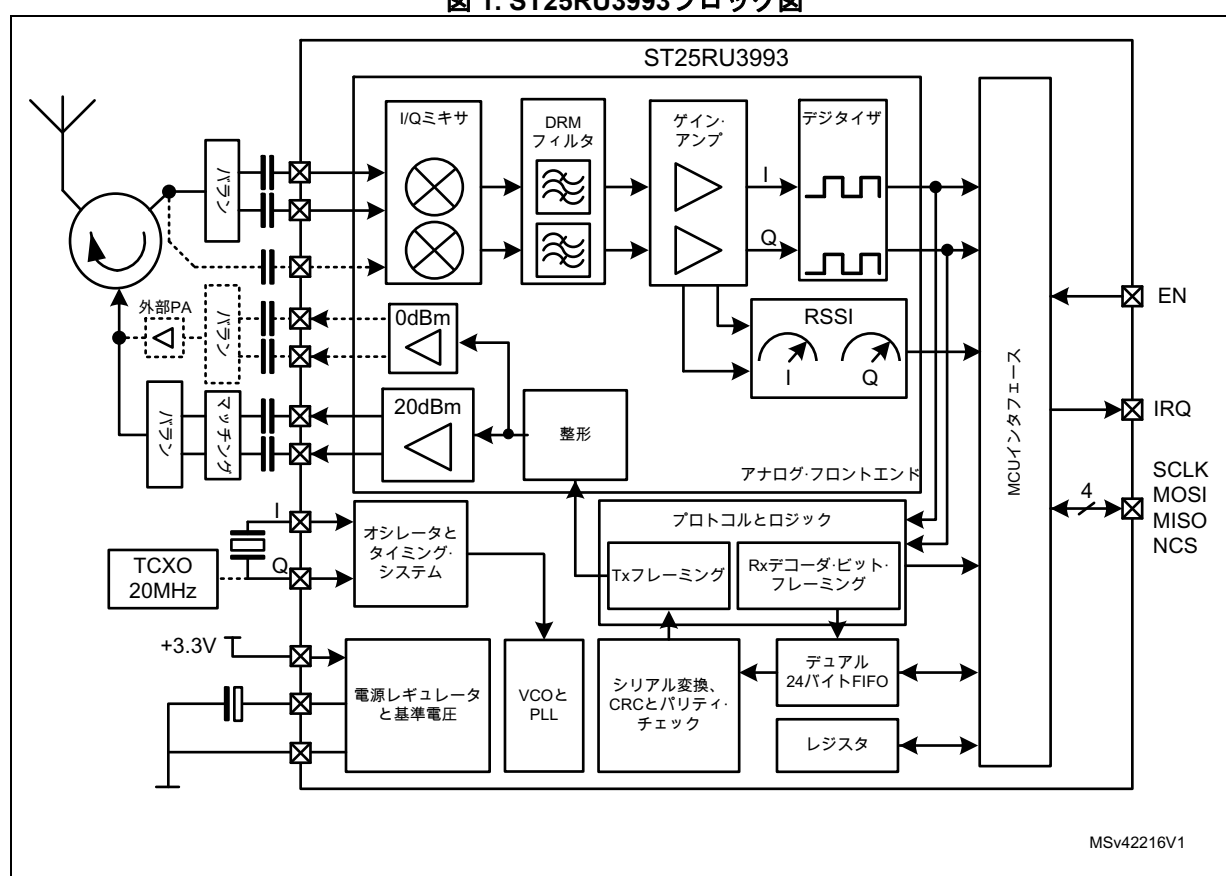 図 1. ST25RU3993ブロック図
ST25RU3993
I/Qミキサ
DRM
フィルタ
ゲイン・
アンプ
デジタイザ
I
Q
バラン
外部PA
バラン
0dBm
RSSI
I
Q
20dBm
整形
バラン
マッチング
アナログ・フロントエンド
MCUインタフェース
EN
IRQ
SCLK
MOSI
MISO
NCS
4
I
Q
TCXO
20MHz
オシレータと
タイミング・
システム
プロトコルとロジック
Txフレーミング
Rxデコーダ・ビット・
フレーミング
+3.3V
電源レギュレータ
と基準電圧
VCOと
PLL
シリアル変換、
CRCとパリティ・
チェック
デュアル
24バイトFIFO
レジスタ
MSv42216V1